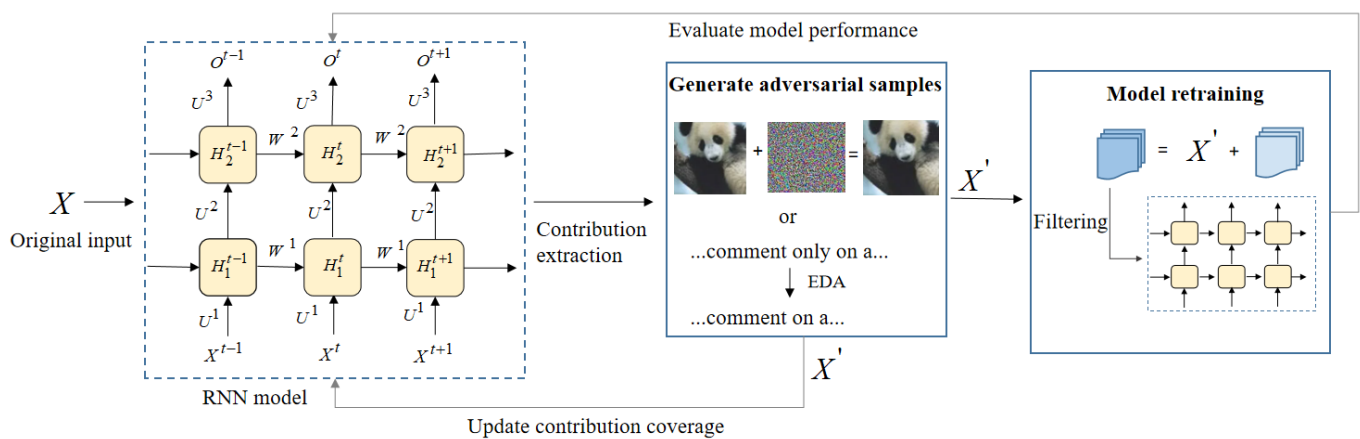 Evaluate model performance
O^{t-1} O^{t} O^{t+1}
U^3 U^3 U^3
H_2^{t-1} W^2 H_2^{t} W^2 H_2^{t+1}
U^2 U^2 U^2
H_1^{t-1} W^1 H_1^{t} W^1 H_1^{t+1}
U^1 U^1 U^1
X^{t-1} X^{t} X^{t+1}
RNN model
X
Original input
Contribution
extraction
Generate adversarial samples
+ =
or
...comment only on a...
EDA
...comment on a...
X'
X'
Update contribution coverage
Model retraining
= X' +
Filtering